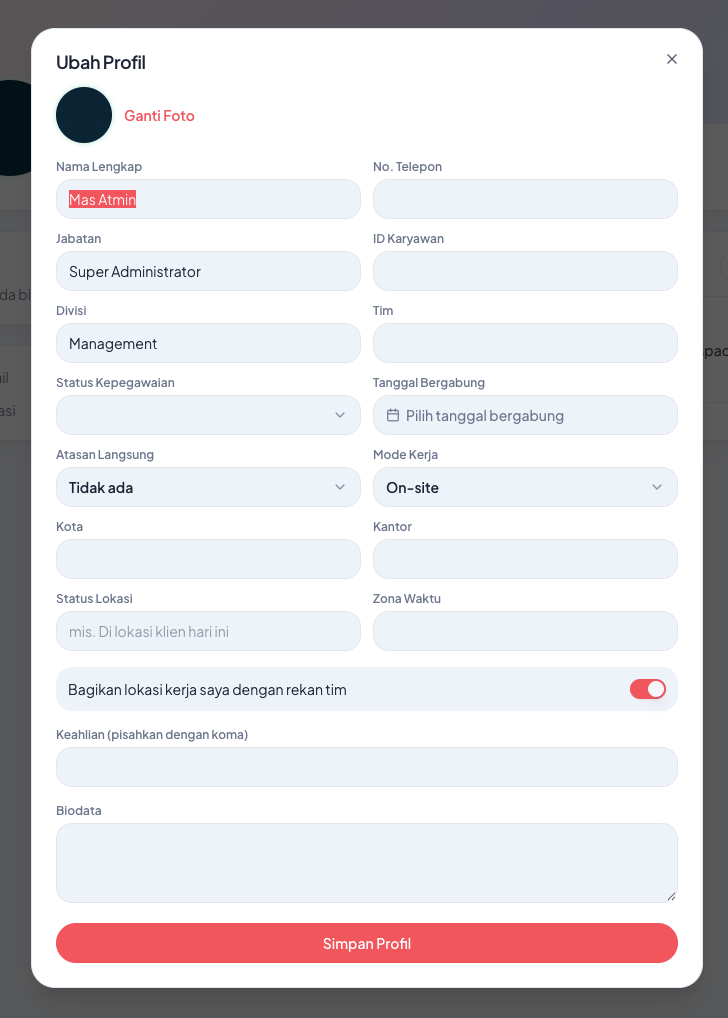 Ubah Profil
Ganti Foto
Nama Lengkap
No. Telepon
Mas Atmin
Jabatan
ID Karyawan
Super Administrator
Divisi
Tim
Management
Status Kepegawaian
Tanggal Bergabung
Pilih tanggal bergabung
Atasan Langsung
Mode Kerja
Tidak ada
On-site
Kota
Kantor
Status Lokasi
Zona Waktu
mis. Di lokasi klien hari ini
Bagikan lokasi kerja saya dengan rekan tim
Keahlian (pisahkan dengan koma)
Biodata
Simpan Profil